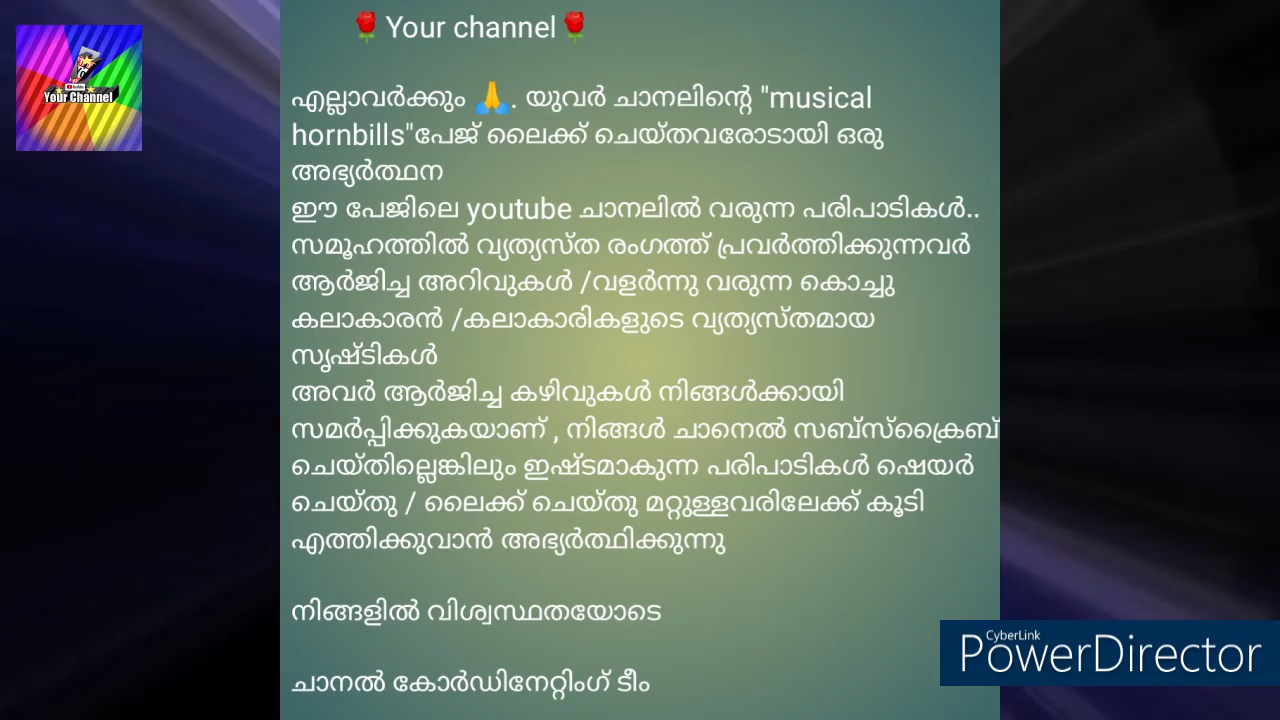 🌹Your channel🌹
എല്ലാവർക്കും 🙏. യുവർ ചാനലിന്റെ "musical
hornbills"പേജ് ലൈക്ക് ചെയ്തവരോടായി ഒരു
അഭ്യർത്ഥന
ഈ പേജിലെ youtube ചാനലിൽ വരുന്ന പരിപാടികൾ..
സമൂഹത്തിൽ വ്യത്യസ്ത രംഗത്ത് പ്രവർത്തിക്കുന്നവർ
ആർജിച്ച അറിവുകൾ /വളർന്നു വരുന്ന കൊച്ചു
കലാകാരൻ /കലാകാരികളുടെ വ്യത്യസ്തമായ
സൃഷ്ടികൾ
അവർ ആർജിച്ച കഴിവുകൾ നിങ്ങൾക്കായി
സമർപ്പിക്കുകയാണ് , നിങ്ങൾ ചാനെൽ സബ്സ്ക്രൈബ്
ചെയ്തില്ലെങ്കിലും ഇഷ്ടമാകുന്ന പരിപാടികൾ ഷെയർ
ചെയ്തു / ലൈക്ക് ചെയ്തു മറ്റുള്ളവരിലേക്ക് കൂടി
എത്തിക്കുവാൻ അഭ്യർത്ഥിക്കുന്നു
നിങ്ങളിൽ വിശ്വസ്ഥതയോടെ
ചാനൽ കോർഡിനേറ്റിംഗ് ടീം
Your Channel
CyberLink
PowerDirector